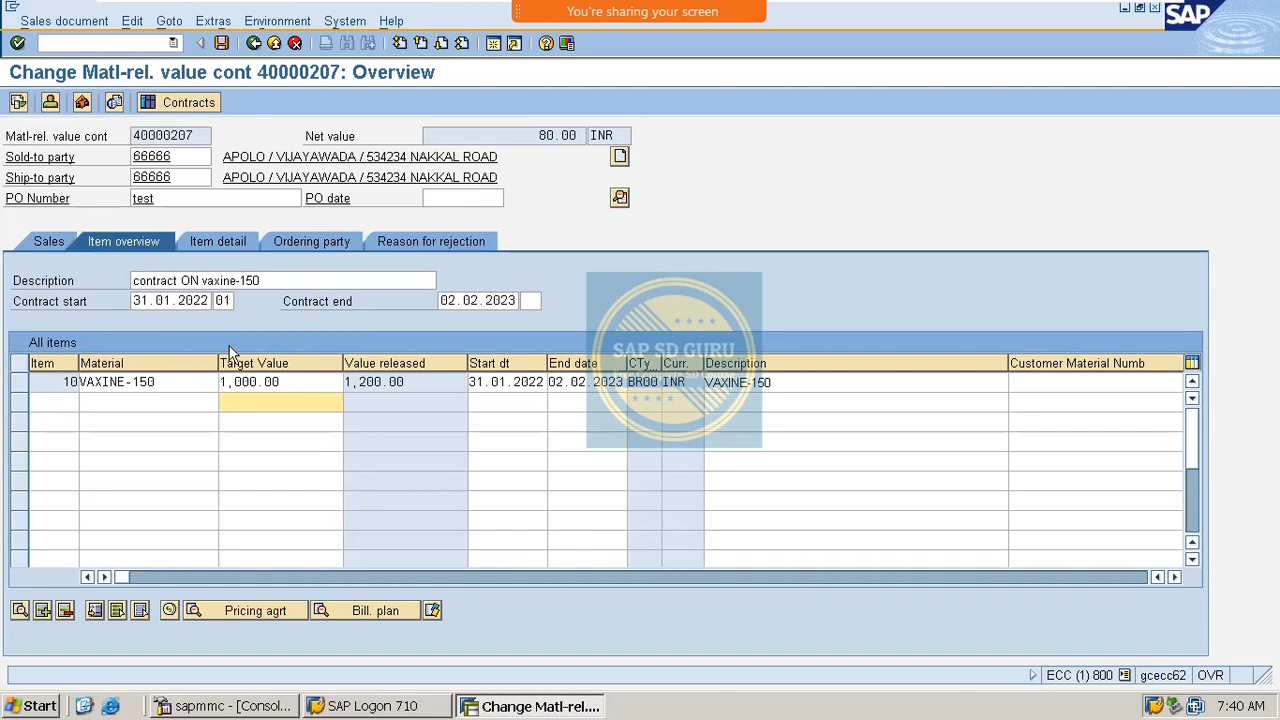 You're sharing your screen
Sales document Edit Goto Extras Environment System Help
SAP
Change Matl-rel. value cont 40000207: Overview
Contracts
Matl-rel. value cont 40000207 Net value 80.00 INR
Sold-to party 66666 APOLO / VIJAYAWADA / 534234 NAKKAL ROAD
Ship-to party 66666 APOLO / VIJAYAWADA / 534234 NAKKAL ROAD
PO Number test PO date
Sales Item overview Item detail Ordering party Reason for rejection
Description contract ON vaxine-150
Contract start 31.01.2022 01 Contract end 02.02.2023
All items
SAP SD GURU
Item Material Target Value Value released Start dt End date CTy... Curr. Description Customer Material Numb
10 VAXINE-150 1,000.00 1,200.00 31.01.2022 02.02.2023 BR00 INR VAXINE-150
Pricing agrt Bill. plan
ECC (1) 800 gcecc62 OVR
Start sapmmc - [Consol... SAP Logon 710 Change Matl-rel.... 7:40 AM